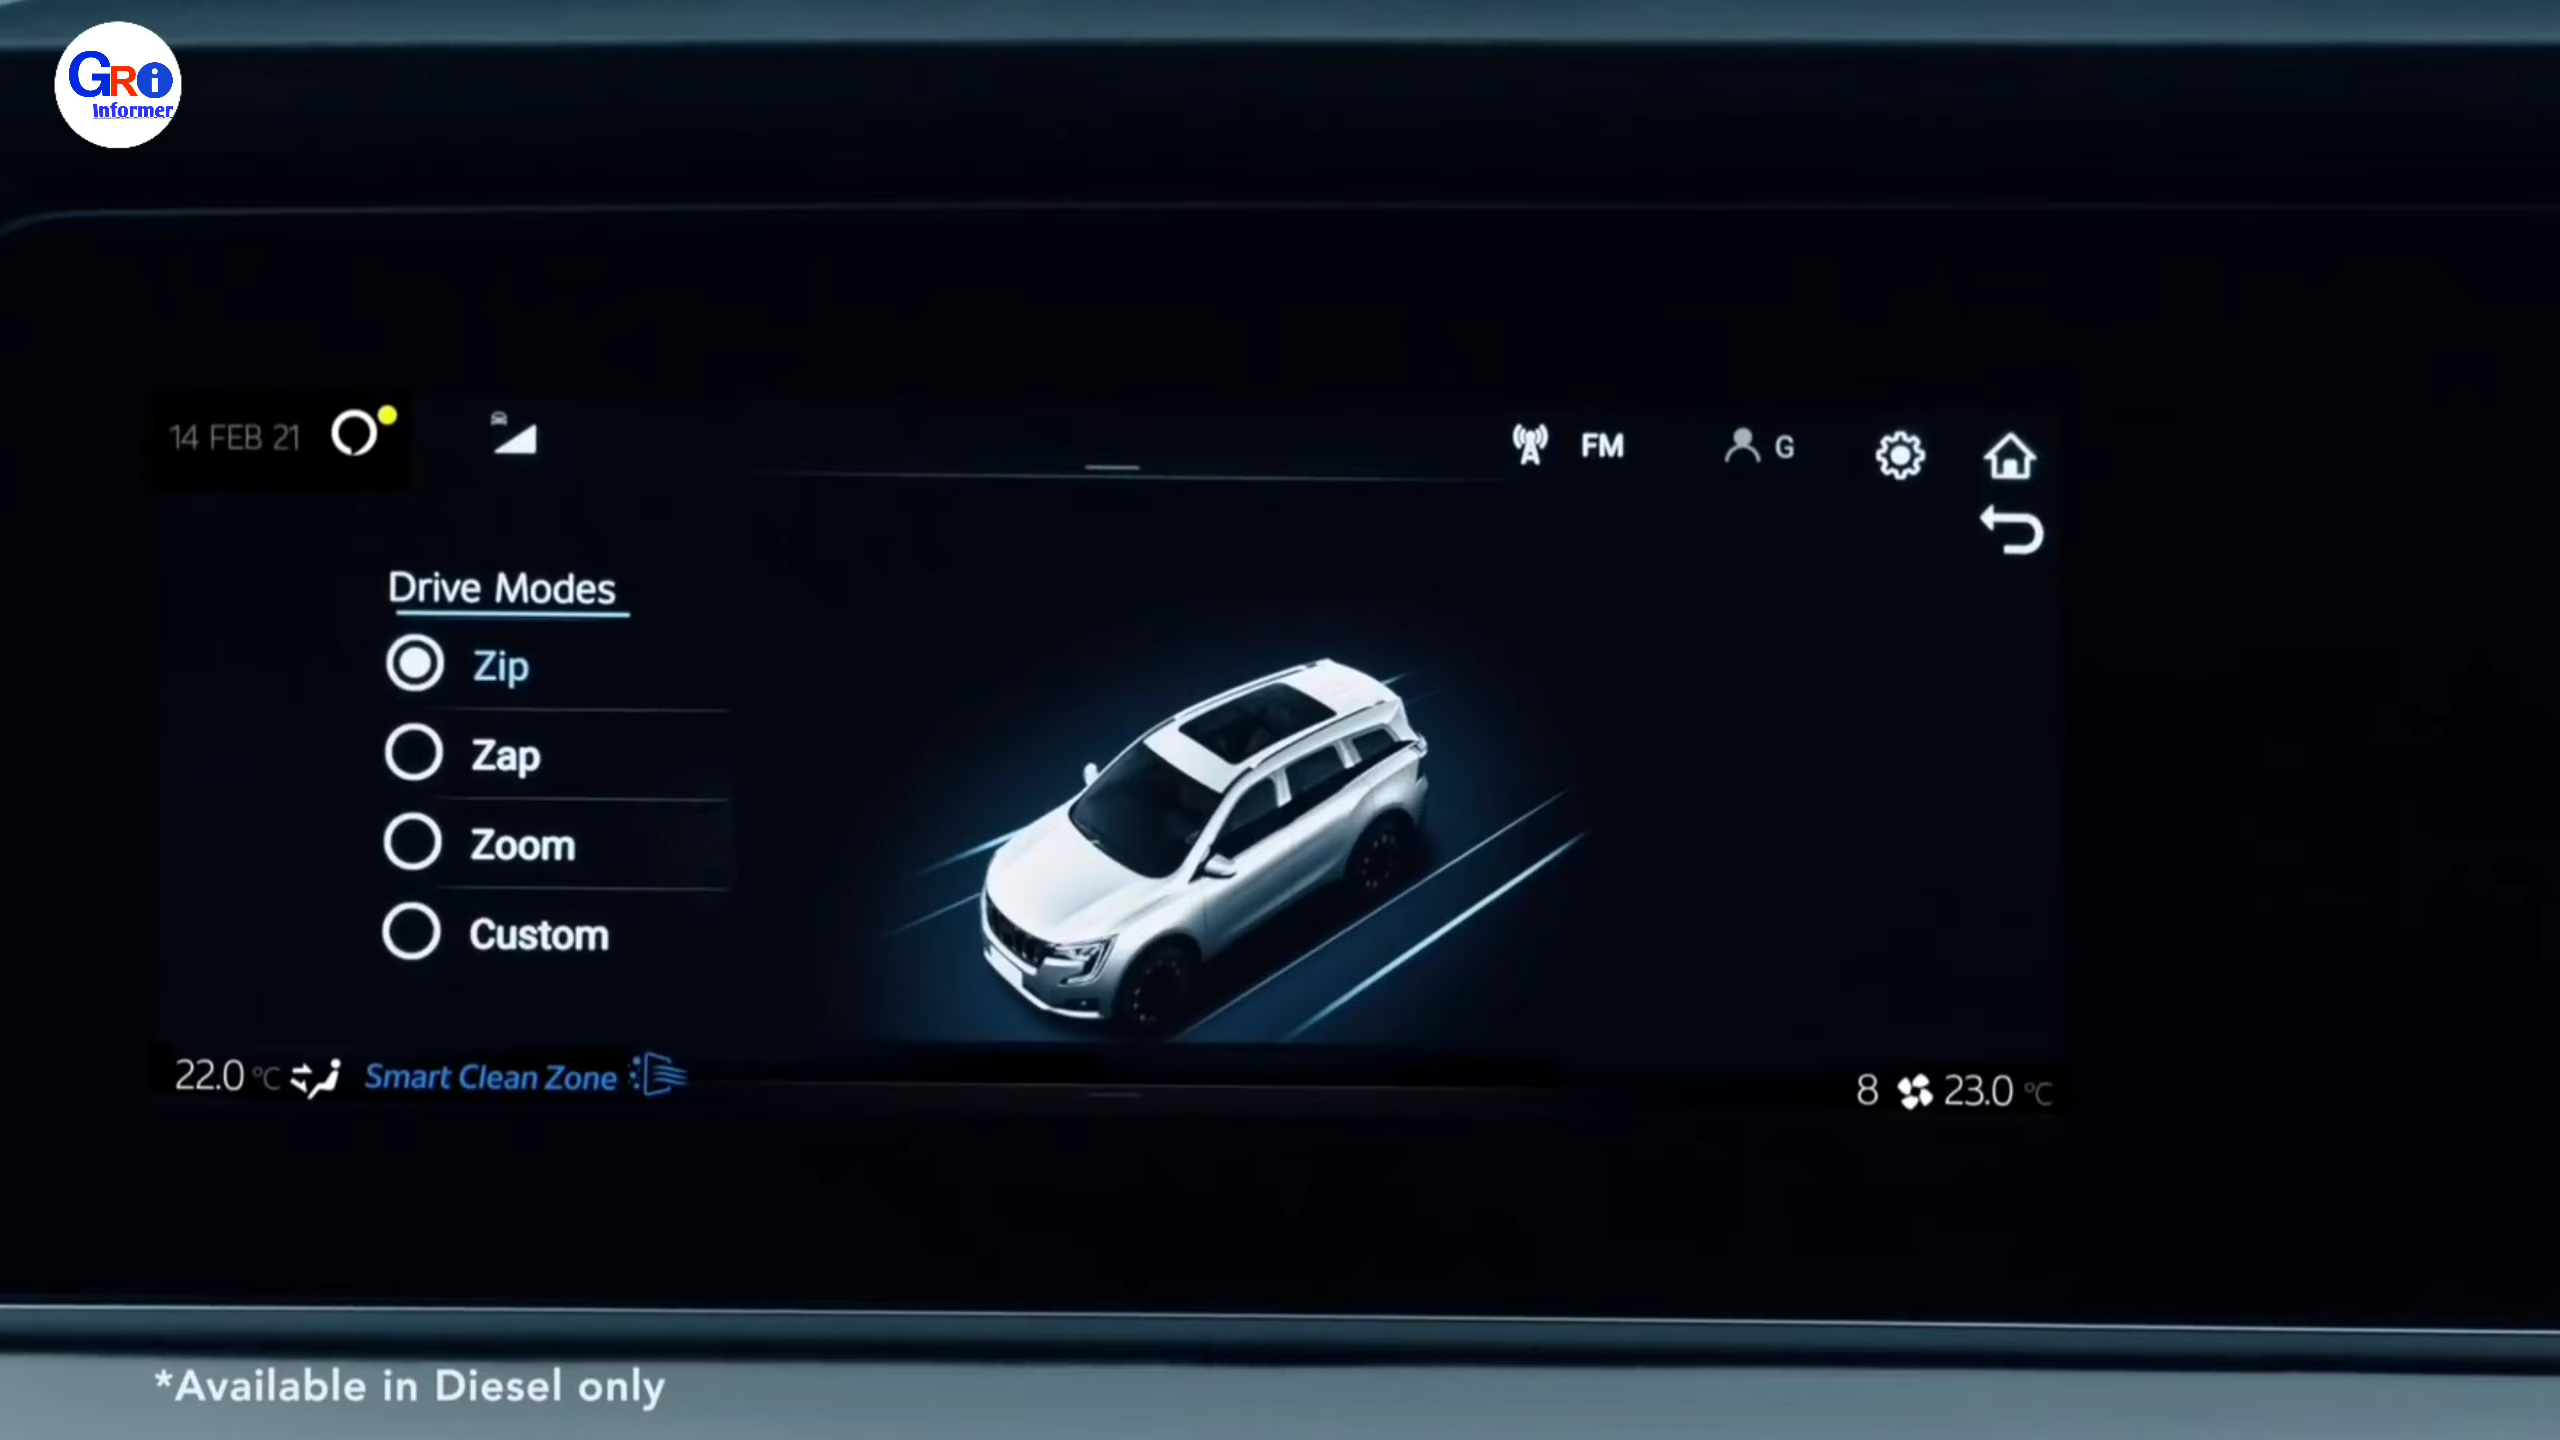 GRi
Informer
14 FEB 21
FM
G
Drive Modes
Zip
Zap
Zoom
Custom
22.0 °C
Smart Clean Zone
8
23.0 °C
*Available in Diesel only